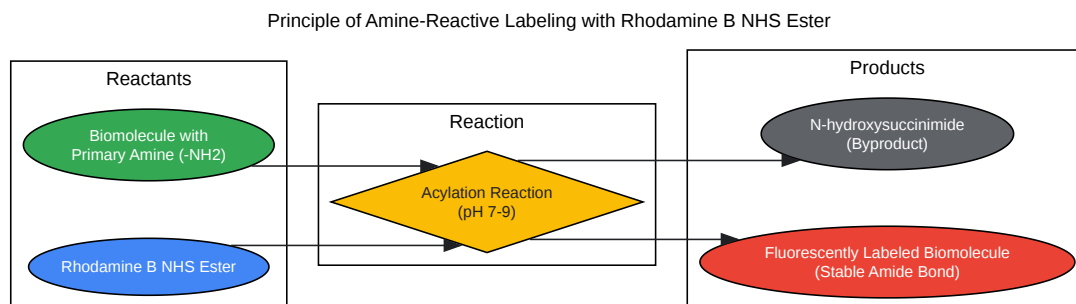 Principle of Amine-Reactive Labeling with Rhodamine B NHS Ester
Reactants
Biomolecule with
Primary Amine (-NH2)
Rhodamine B NHS Ester
Reaction
Acylation Reaction
(pH 7-9)
Products
N-hydroxysuccinimide
(Byproduct)
Fluorescently Labeled Biomolecule
(Stable Amide Bond)